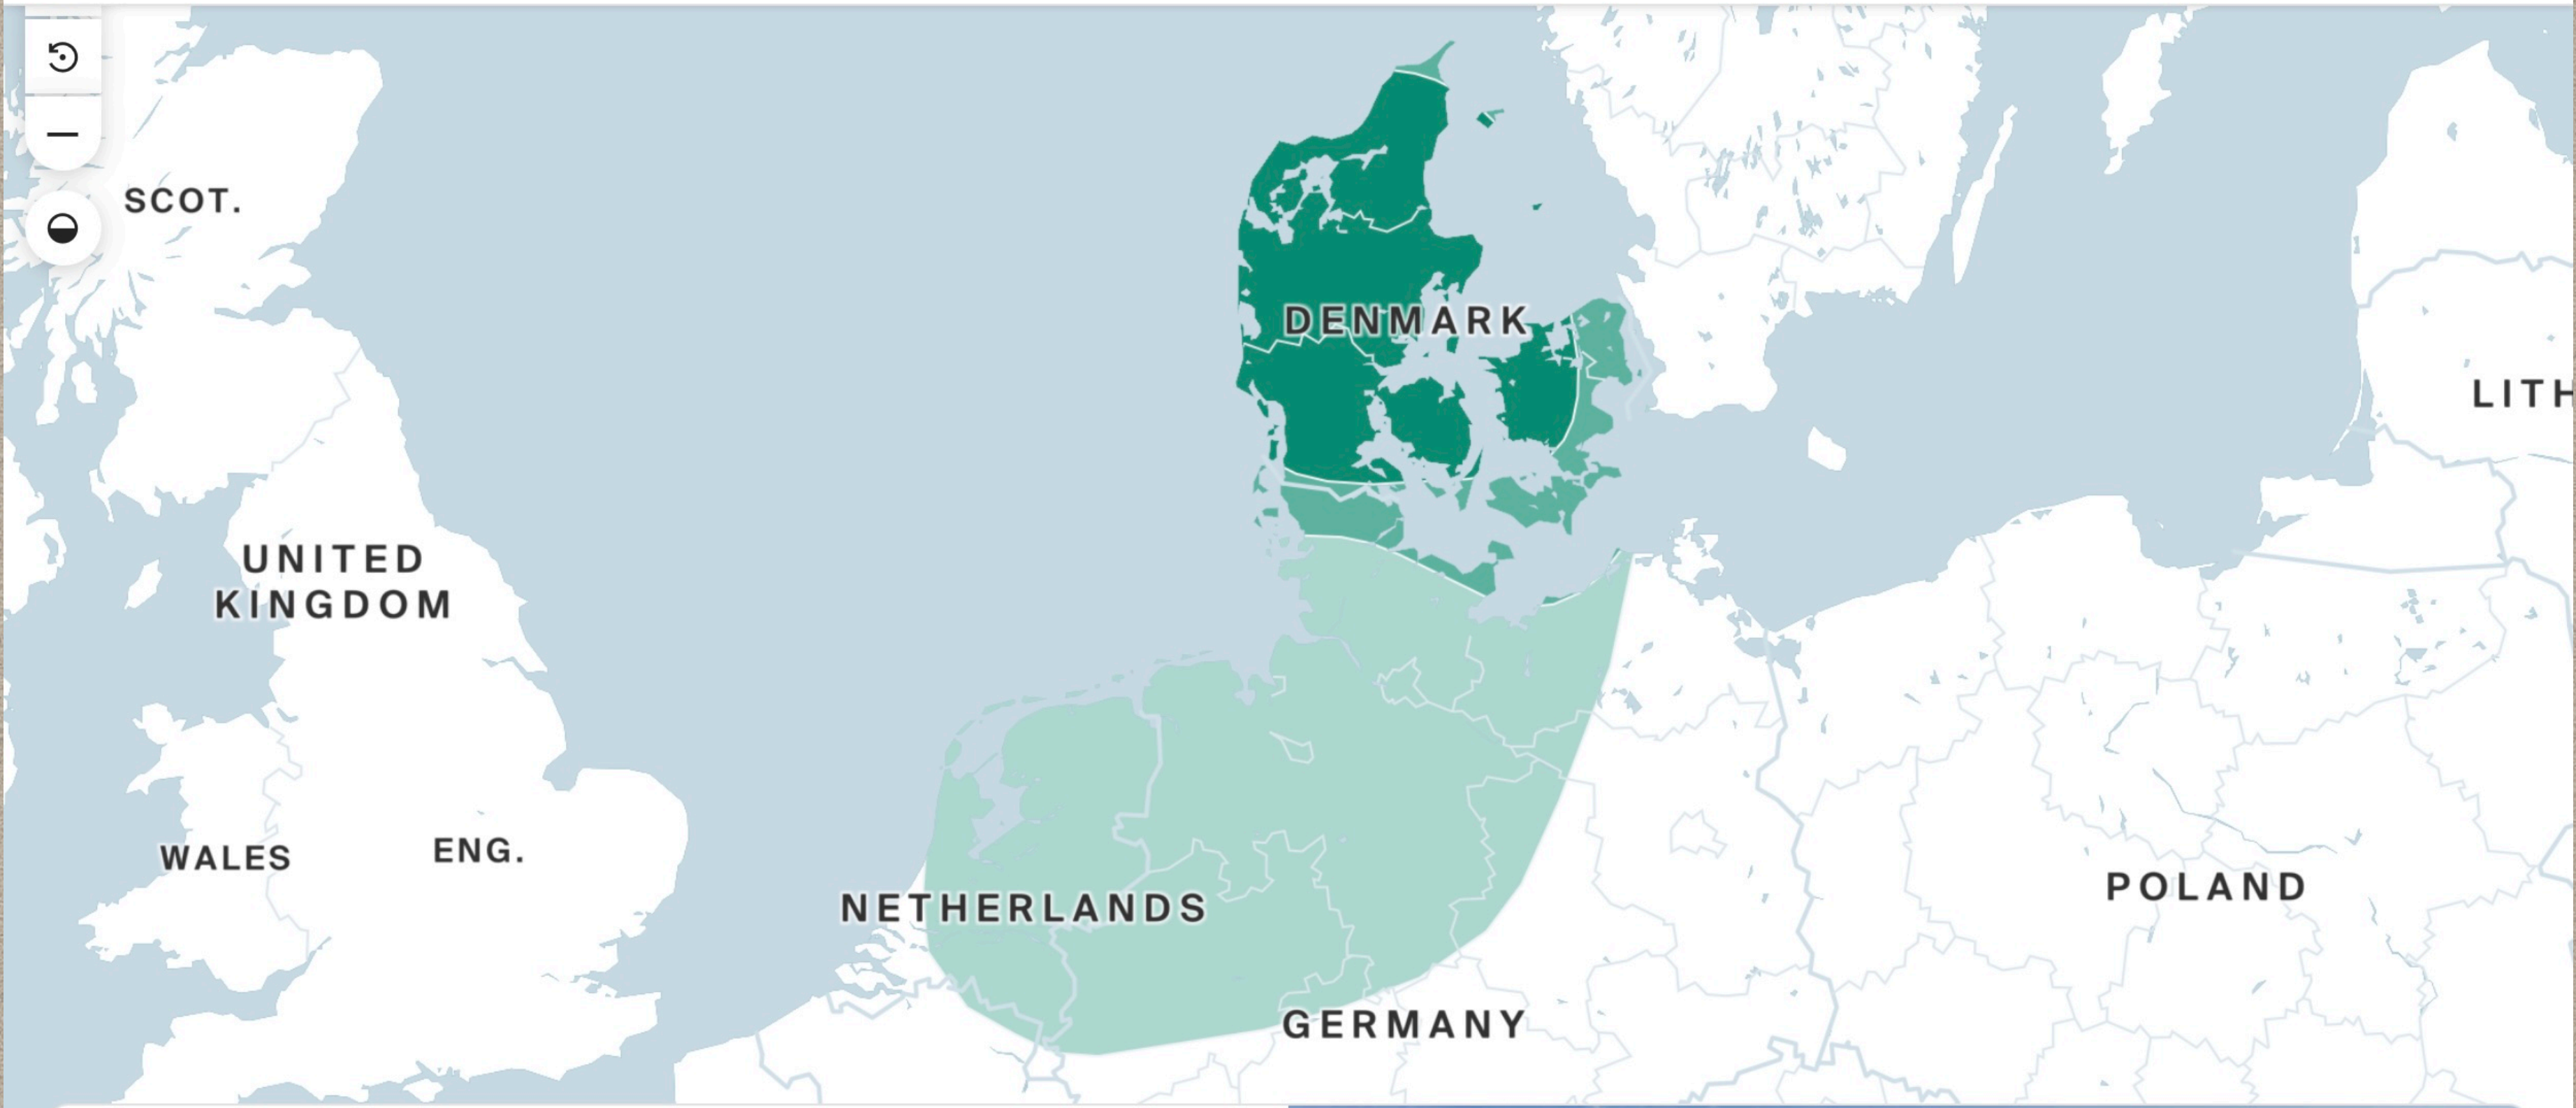 SCOT.
DENMARK
LITH
UNITED
KINGDOM
WALES
ENG.
NETHERLANDS
POLAND
GERMANY